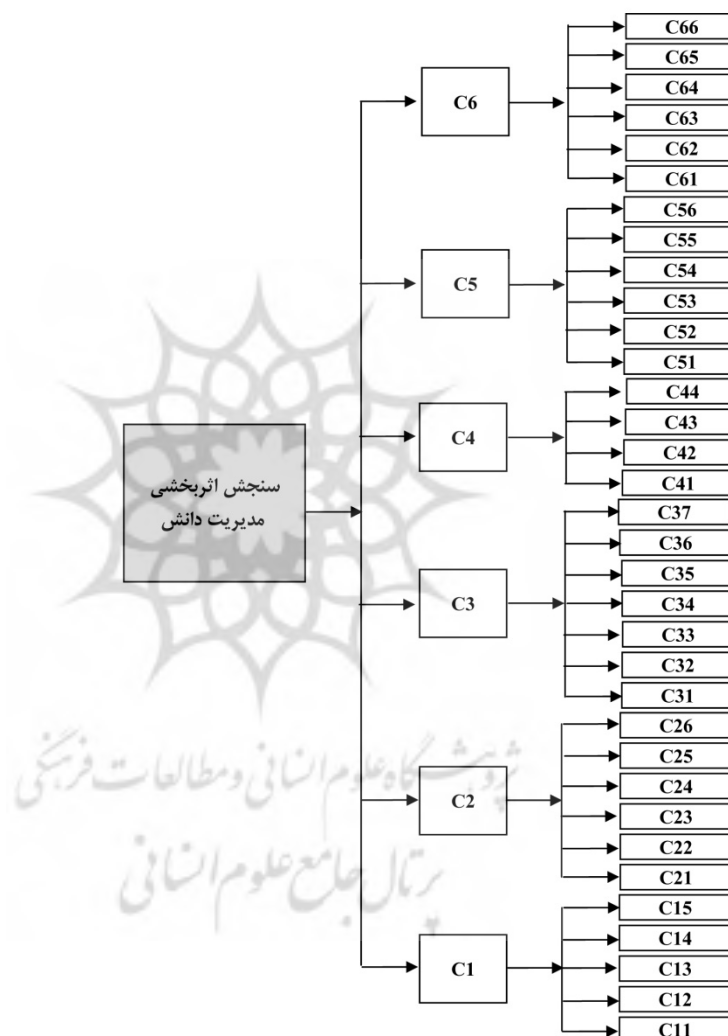 C66
C65
C64
C6
C63
C62
C61
C56
C55
C54
C5
C53
C52
C51
C44
C43
C4
C42
C41
سنجش اثربخشی
مدیریت دانش
C37
C36
C35
C3
C34
C33
C32
C31
C26
C25
C24
C2
C23
C22
C21
C15
C14
C1
C13
C12
C11
پژوهشگاه علوم انسانی و مطالعات فرهنگی
پرتال جامع علوم انسانی